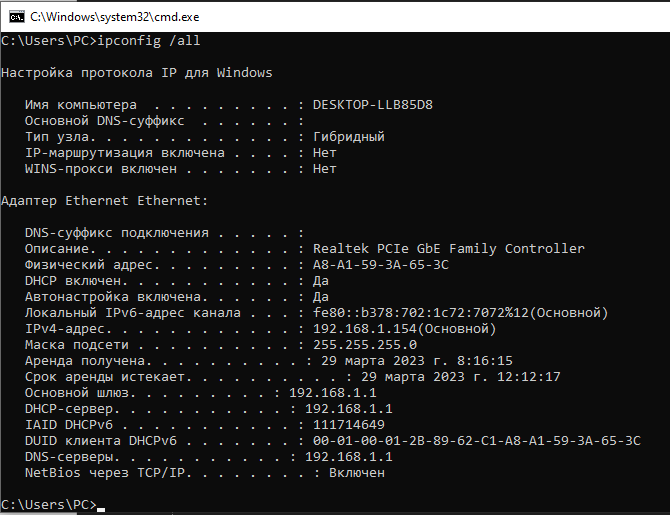 C:\Windows\system32\cmd.exe
C:\Users\PC>ipconfig /all
Настройка протокола IP для Windows
Имя компьютера . . . . . . . . . : DESKTOP-LLB85D8
Основной DNS-суффикс . . . . . . :
Тип узла. . . . . . . . . . . . . : Гибридный
IP-маршрутизация включена . . . . : Нет
WINS-прокси включен . . . . . . . : Нет
Адаптер Ethernet Ethernet:
DNS-суффикс подключения . . . . . :
Описание. . . . . . . . . . . . . : Realtek PCIe GbE Family Controller
Физический адрес. . . . . . . . . : A8-A1-59-3A-65-3C
DHCP включен. . . . . . . . . . . : Да
Автонастройка включена. . . . . . : Да
Локальный IPv6-адрес канала . . . : fe80::b378:702:1c72:7072%12(Основной)
IPv4-адрес. . . . . . . . . . . . : 192.168.1.154(Основной)
Маска подсети . . . . . . . . . . : 255.255.255.0
Аренда получена. . . . . . . . . . : 29 марта 2023 г. 8:16:15
Срок аренды истекает. . . . . . . . . . : 29 марта 2023 г. 12:12:17
Основной шлюз. . . . . . . . . : 192.168.1.1
DHCP-сервер. . . . . . . . . . . : 192.168.1.1
IAID DHCPv6 . . . . . . . . . . . : 111714649
DUID клиента DHCPv6 . . . . . . . : 00-01-00-01-2B-89-62-C1-A8-A1-59-3A-65-3C
DNS-серверы. . . . . . . . . . . : 192.168.1.1
NetBios через TCP/IP. . . . . . . . : Включен
C:\Users\PC>